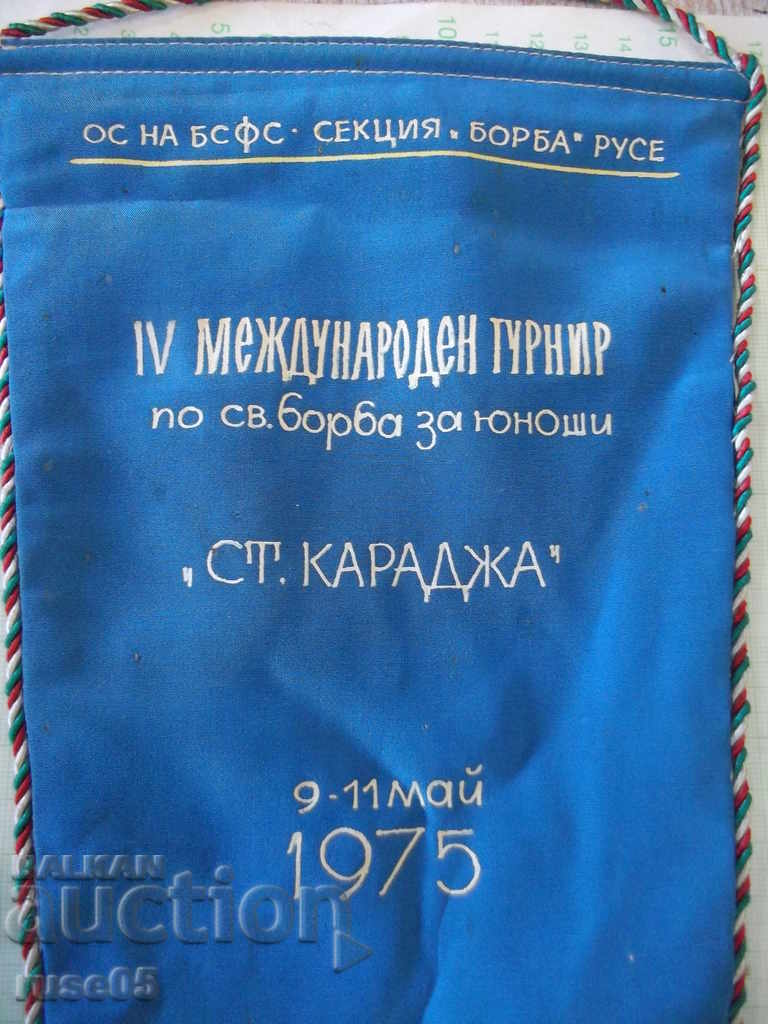 ОС НА БСФС · СЕКЦИЯ „БОРБА" РУСЕ
IV МЕЖДУНАРОДЕН ТУРНИР
по св. борба за юноши
„СТ. КАРАДЖА"
9-11 май
1975
BALKAN
auction
ruse05